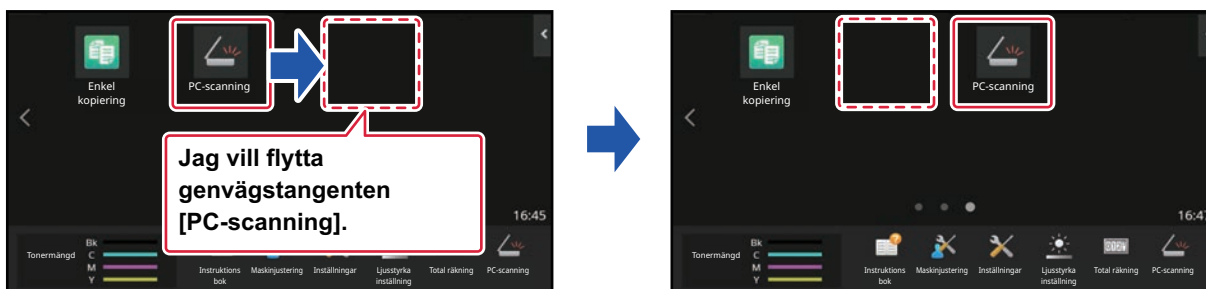 Enkel
kopiering
PC-scanning
Jag vill flytta
genvägstangenten
[PC-scanning].
16:45
Tonermängd
Bk
C
M
Y
Instruktions
bok
Maskinjustering
Inställningar
Ljusstyrka
inställning
Total räkning
PC-scanning
Enkel
kopiering
PC-scanning
16:47
Tonermängd
Bk
C
M
Y
Instruktions
bok
Maskinjustering
Inställningar
Ljusstyrka
inställning
Total räkning
PC-scanning